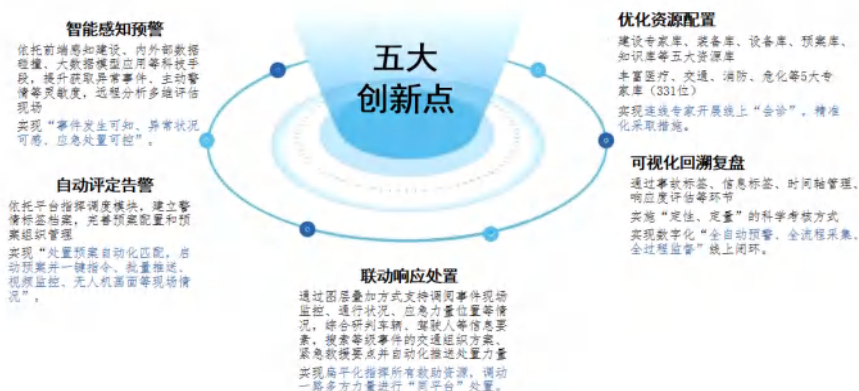 五大
创新点
智能感知预警
依托前端感知建设、内外部数据
碰撞、大数据模型应用等科技手
段，提升获取异常事件、主动警
情等灵敏度，远程分析多维评估
现场
实现“事件发生可知、异常状况
可感、应急处置可控”。
自动评定告警
依托平台指挥调度模块，建立警
情标签档案，完善预案配置和预
案组织管理
实现“处置预案自动化匹配，启
动预案并一键指令、批量推送、
视频监控、无人机画面等现场情
况”。
联动响应处置
通过图层叠加方式支持调阅事件现场
监控、通行状况、应急力量位置等情
况，综合研判车辆、驾驶人等信息要
素，搜索等级事件的交通组织方案、
紧急救援要点并自动化推送处置力量
实现扁平化指挥所有救助资源，调动
一路多方力量进行“同平台”处置。
优化资源配置
建设专家库、装备库、设备库、预案库、
知识库等五大资源库
丰富医疗、交通、消防、危化等5大专
家库（331位）
实现连线专家开展线上“会诊”，精准
化采取措施。
可视化回溯复盘
通过事故标签、信息标签、时间轴管理、
响应度评估等环节
实施“定性、定量”的科学考核方式
实现数字化“全自动预警、全流程采集、
全过程监督”线上闭环。